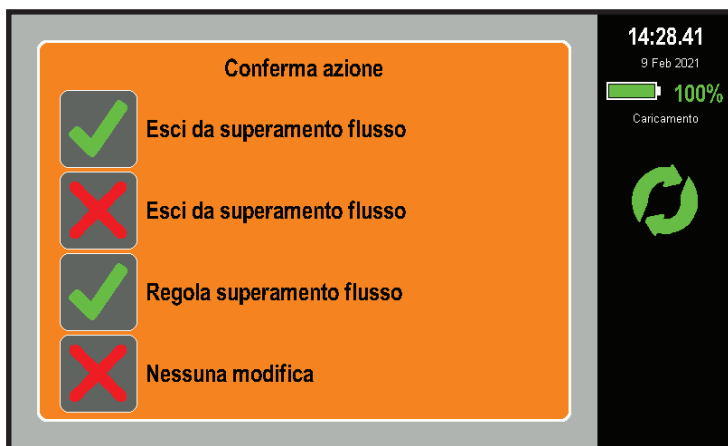 Conferma azione
Esci da superamento flusso
Esci da superamento flusso
Regola superamento flusso
Nessuna modifica
14:28.41
9 Feb 2021
100%
Caricamento